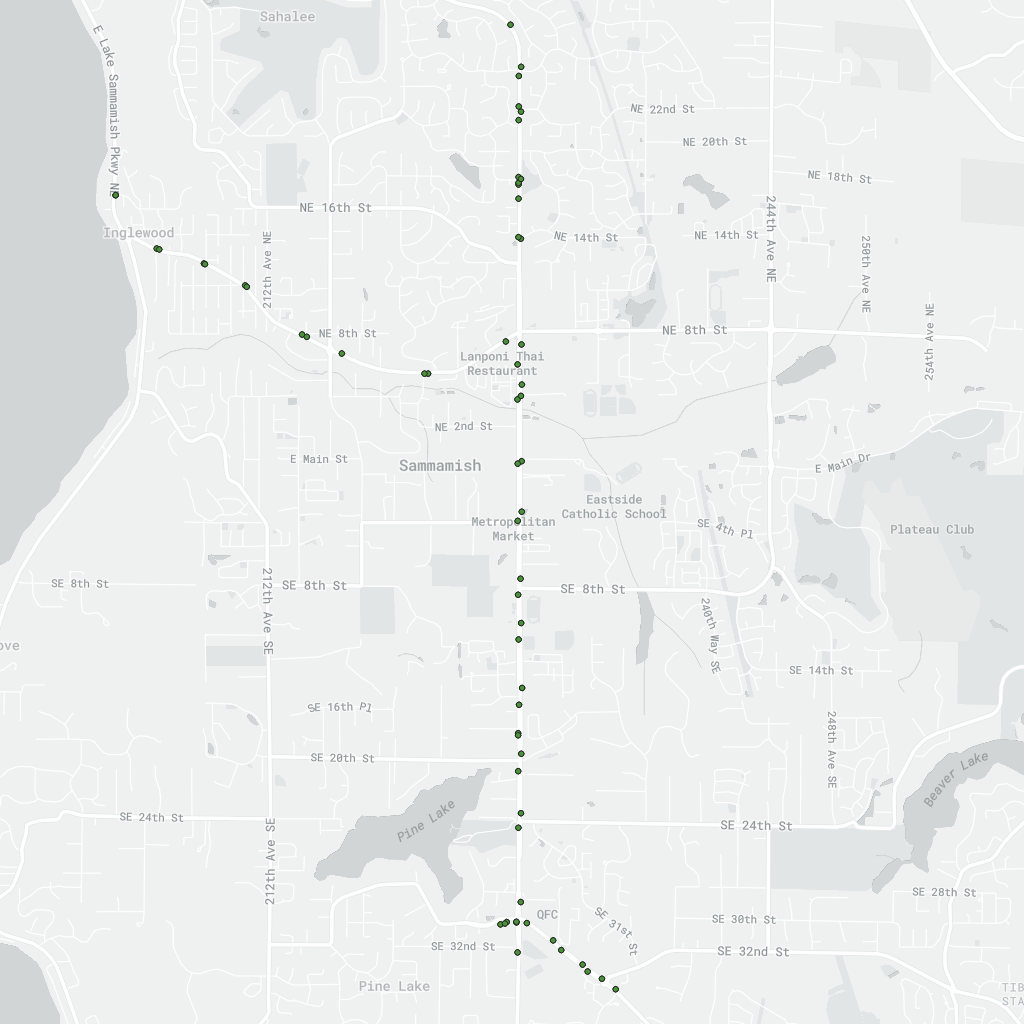 Sahalee
E Lake Sammamish Pkwy NE
NE 22nd St
NE 20th St
NE 18th St
244th Ave NE
NE 16th St
Inglewood
212th Ave NE
NE 14th St
NE 14th St
250th Ave NE
NE 8th St
NE 8th St
254th Ave NE
Lanponi Thai
Restaurant
NE 2nd St
E Main St
Sammamish
E Main Dr
Eastside
Catholic School
Metropolitan
Market
SE 4th Pl
Plateau Club
SE 8th St
SE 8th St
SE 8th St
212th Ave SE
240th Way SE
ove
SE 14th St
SE 16th Pl
248th Ave SE
SE 20th St
Beaver Lake
Pine Lake
SE 24th St
SE 24th St
212th Ave SE
SE 28th St
QFC
SE 31st St
SE 30th St
SE 32nd St
SE 32nd St
Pine Lake
TIB
STA